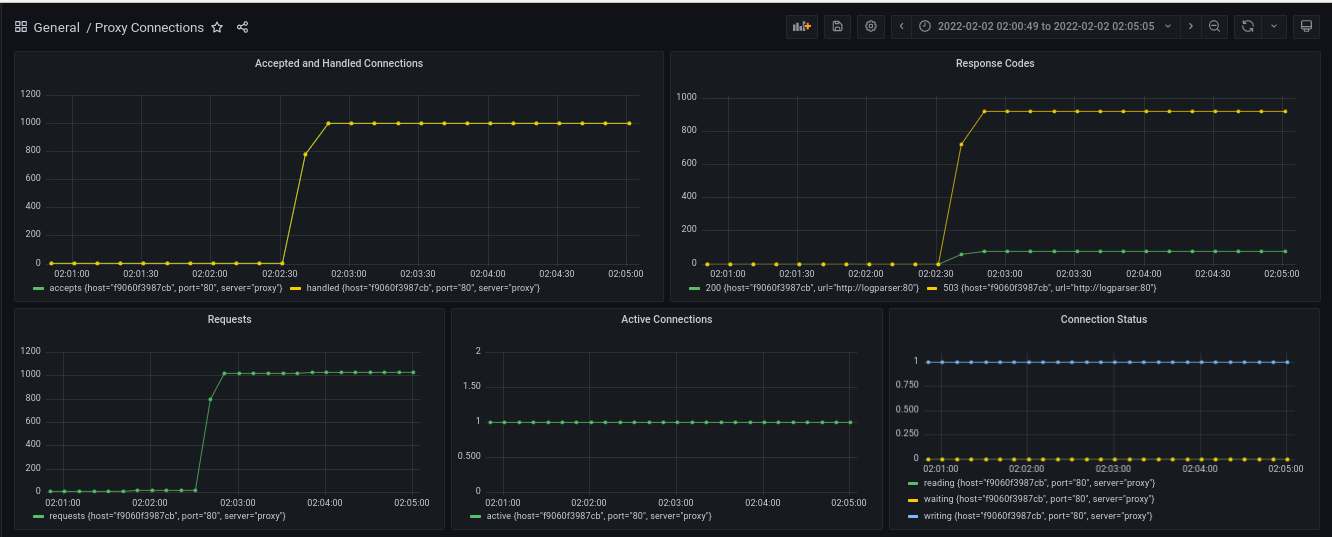 General / Proxy Connections
2022-02-02 02:00:49 to 2022-02-02 02:05:05
Accepted and Handled Connections
1200
1000
800
600
400
200
0
02:01:00 02:01:30 02:02:00 02:02:30 02:03:00 02:03:30 02:04:00 02:04:30 02:05:00
accepts {host="f9060f3987cb", port="80", server="proxy"} handled {host="f9060f3987cb", port="80", server="proxy"}
Response Codes
1000
800
600
400
200
0
02:01:00 02:01:30 02:02:00 02:02:30 02:03:00 02:03:30 02:04:00 02:04:30 02:05:00
200 {host="f9060f3987cb", url="http://logparser:80"} 503 {host="f9060f3987cb", url="http://logparser:80"}
Requests
1200
1000
800
600
400
200
0
02:01:00 02:02:00 02:03:00 02:04:00 02:05:00
requests {host="f9060f3987cb", port="80", server="proxy"}
Active Connections
2
1.50
1
0.500
0
02:01:00 02:02:00 02:03:00 02:04:00 02:05:00
active {host="f9060f3987cb", port="80", server="proxy"}
Connection Status
1
0.750
0.500
0.250
0
02:01:00 02:02:00 02:03:00 02:04:00 02:05:00
reading {host="f9060f3987cb", port="80", server="proxy"}
waiting {host="f9060f3987cb", port="80", server="proxy"}
writing {host="f9060f3987cb", port="80", server="proxy"}